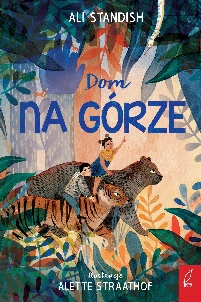 ALI STANDISH
Dom
NA GÓRZE
Ilustracje
ALETTE STRAATHOF